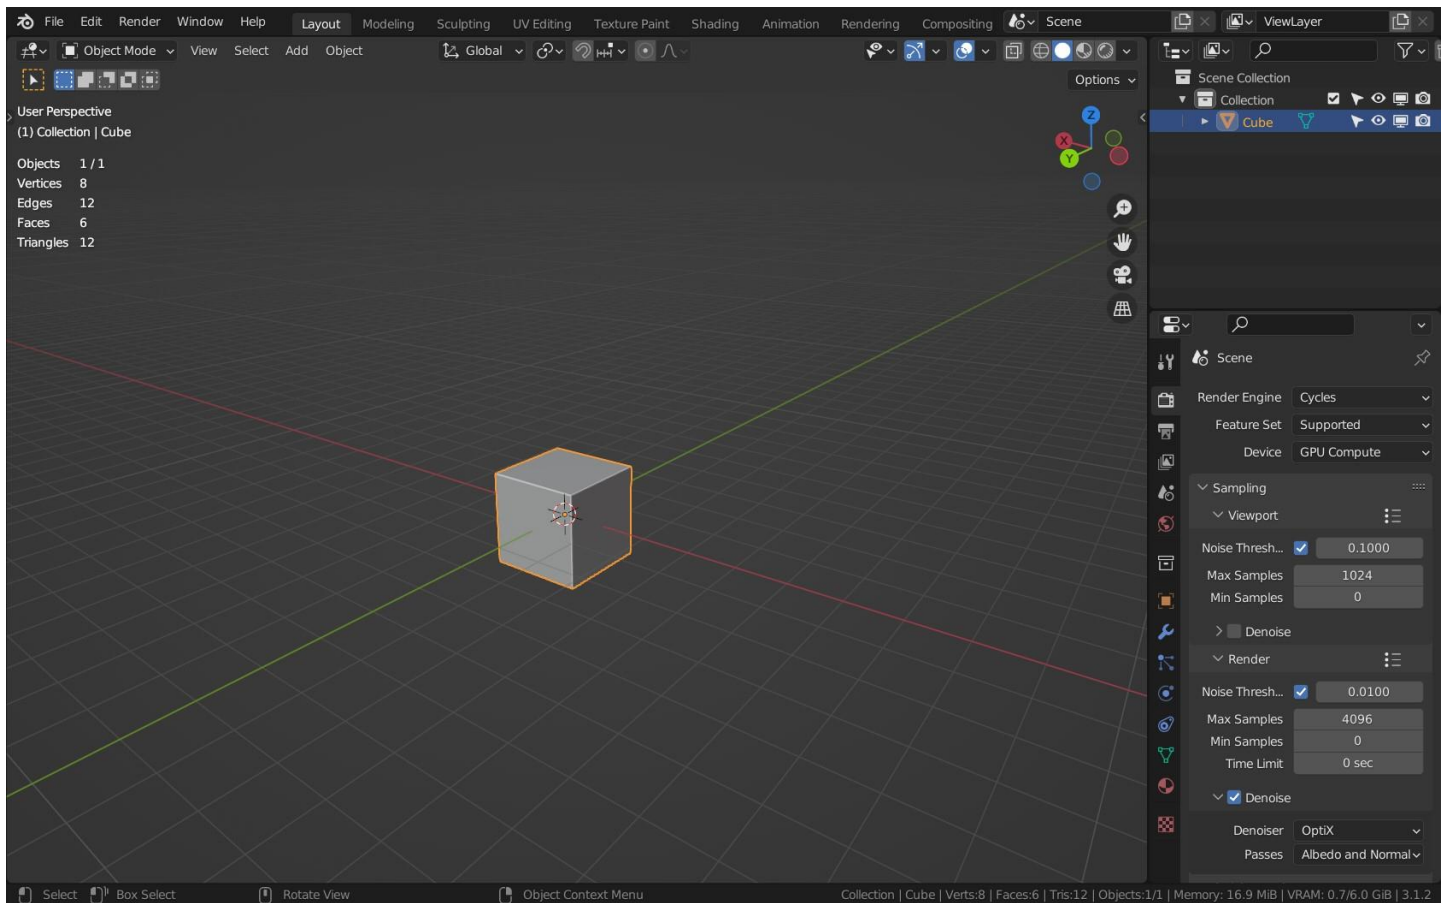 File Edit Render Window Help Layout Modeling Sculpting UV Editing Texture Paint Shading Animation Rendering Compositing Scene ViewLayer
Object Mode View Select Add Object Global
Options
User Perspective
(1) Collection | Cube
Objects 1 / 1
Vertices 8
Edges 12
Faces 6
Triangles 12
Z
X
Y
Scene Collection
Collection
Cube
Scene
Render Engine Cycles
Feature Set Supported
Device GPU Compute
Sampling
Viewport
Noise Thresh... 0.1000
Max Samples 1024
Min Samples 0
Denoise
Render
Noise Thresh... 0.0100
Max Samples 4096
Min Samples 0
Time Limit 0 sec
Denoise
Denoiser OptiX
Passes Albedo and Normal
Select Box Select Rotate View Object Context Menu Collection | Cube | Verts:8 | Faces:6 | Tris:12 | Objects:1/1 | Memory: 16.9 MiB | VRAM: 0.7/6.0 GiB | 3.1.2